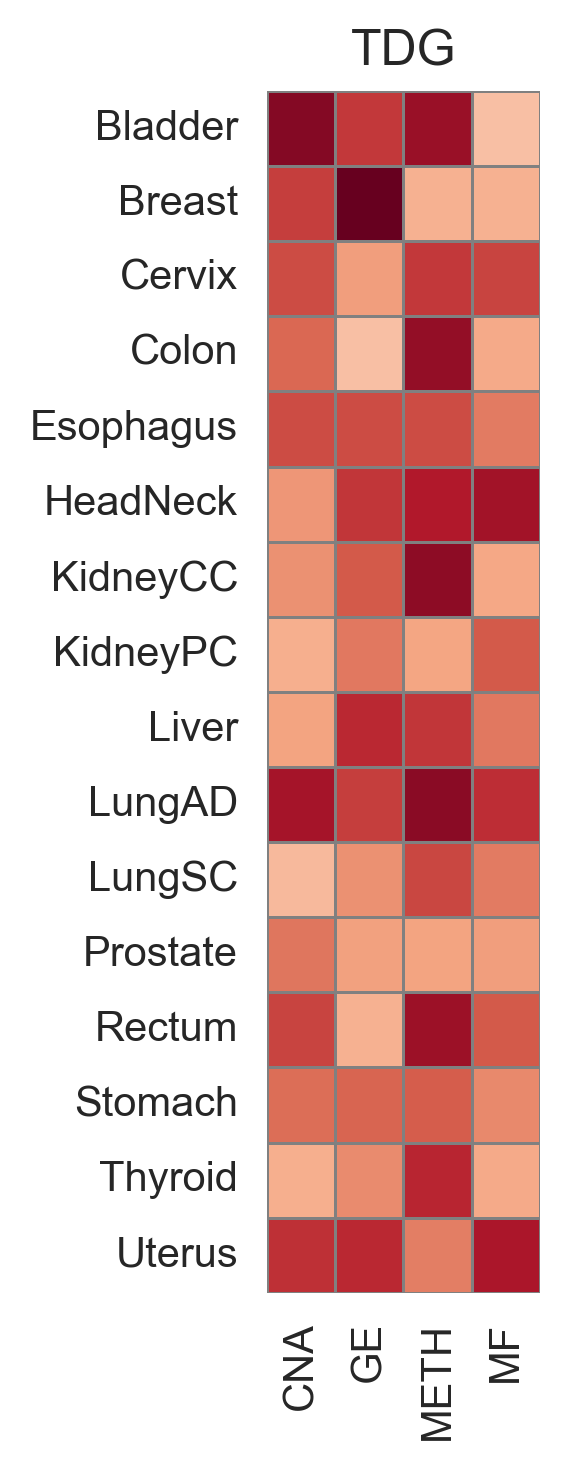 TDG
Bladder
Breast
Cervix
Colon
Esophagus
HeadNeck
KidneyCC
KidneyPC
Liver
LungAD
LungSC
Prostate
Rectum
Stomach
Thyroid
Uterus
CNA
GE
METH
MF